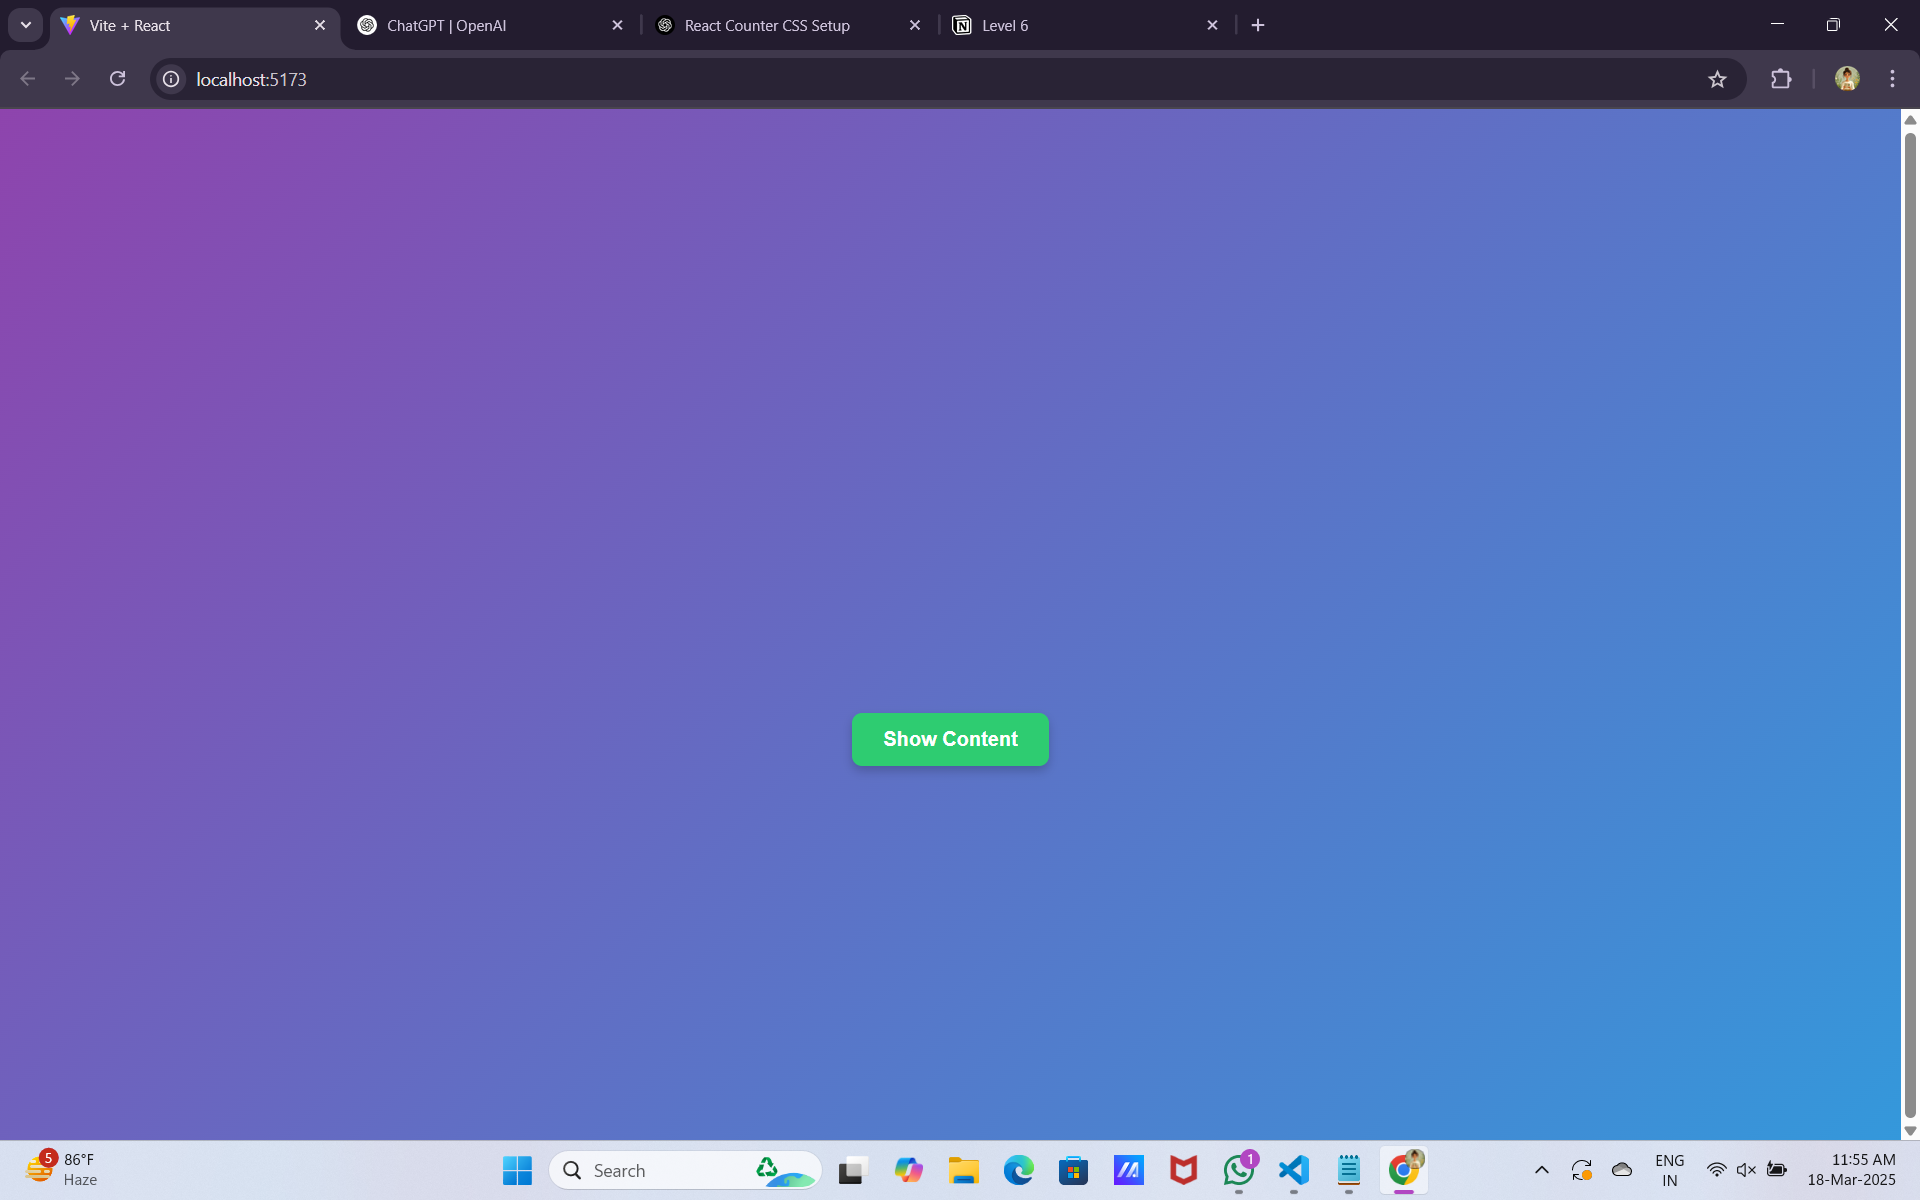 Vite + React
ChatGPT | OpenAI
React Counter CSS Setup
Level 6
localhost:5173
Show Content
5
86°F
Haze
Search
1
ENG
IN
11:55 AM
18-Mar-2025